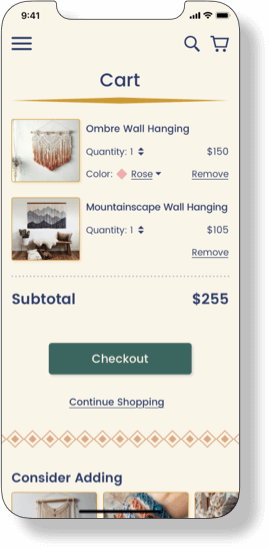 9:41
Cart
Ombre Wall Hanging
Quantity: 1 $150
Color: Rose Remove
Mountainscape Wall Hanging
Quantity: 1 $105
Remove
Subtotal $255
Checkout
Continue Shopping
Consider Adding